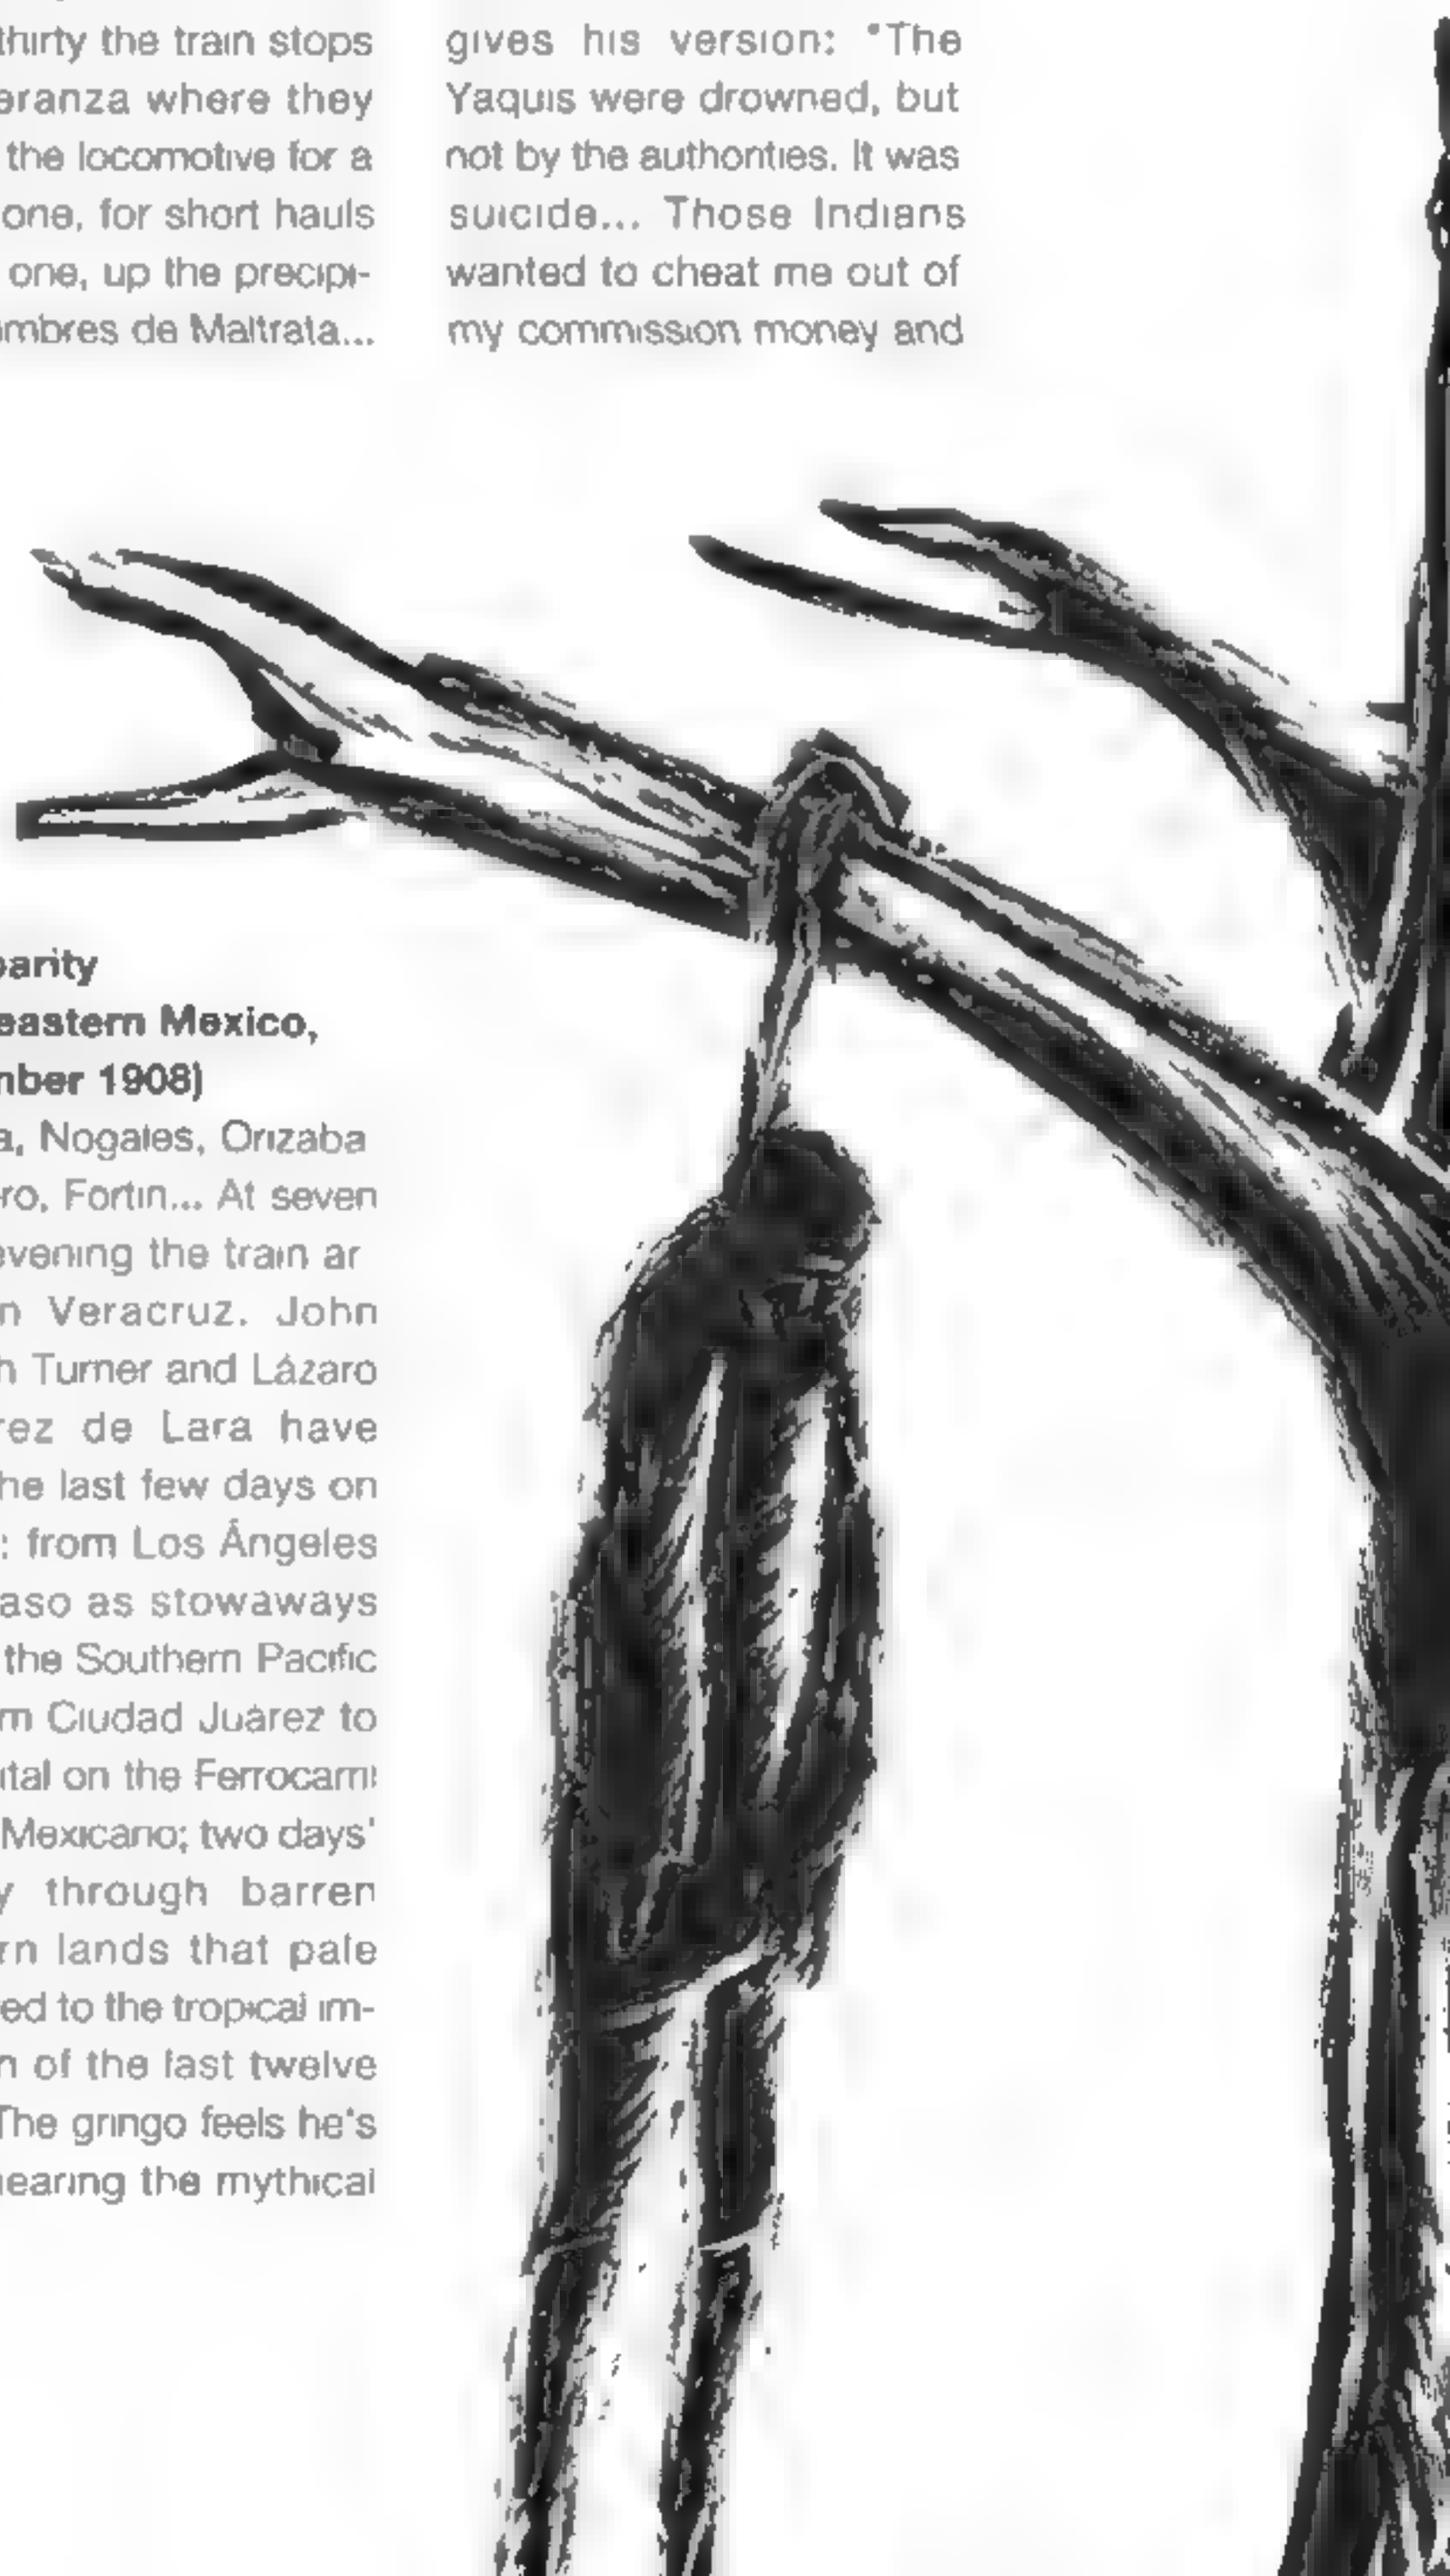 thirty the train stops
eranza where they
the locomotive for a
one, for short hauls
one, up the precipi-
mbres de Maltrata...
gives his version: "The
Yaquis were drowned, but
not by the authorities. It was
suicide... Those Indians
wanted to cheat me out of
my commission money and
parity
eastern Mexico,
mber 1908)
a, Nogales, Orizaba
ro, Fortin... At seven
evening the train ar
n Veracruz. John
h Turner and Lázaro
rez de Lara have
he last few days on
: from Los Ángeles
aso as stowaways
the Southern Pacific
m Ciudad Juárez to
ital on the Ferrocarri
Mexicano; two days'
y through barren
rn lands that pale
ed to the tropical im-
n of the last twelve
The gringo feels he's
nearing the mythical